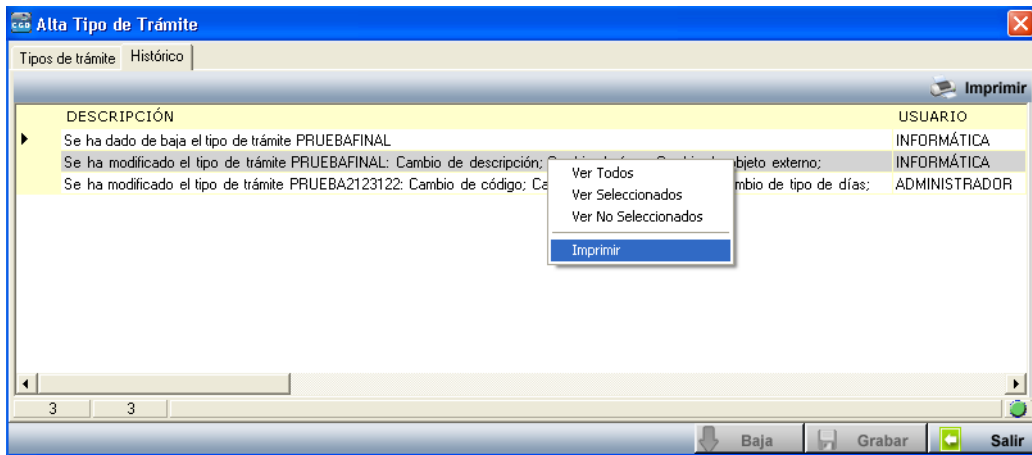 CGD Alta Tipo de Trámite
Tipos de trámite Histórico
Imprimir
DESCRIPCIÓN USUARIO
Se ha dado de baja el tipo de trámite PRUEBAFINAL INFORMÁTICA
Se ha modificado el tipo de trámite PRUEBAFINAL: Cambio de descripción; objeto externo; INFORMÁTICA
Se ha modificado el tipo de trámite PRUEBA2123122: Cambio de código; Ca mbio de tipo de días; ADMINISTRADOR
Ver Todos
Ver Seleccionados
Ver No Seleccionados
Imprimir
3 3
Baja Grabar Salir